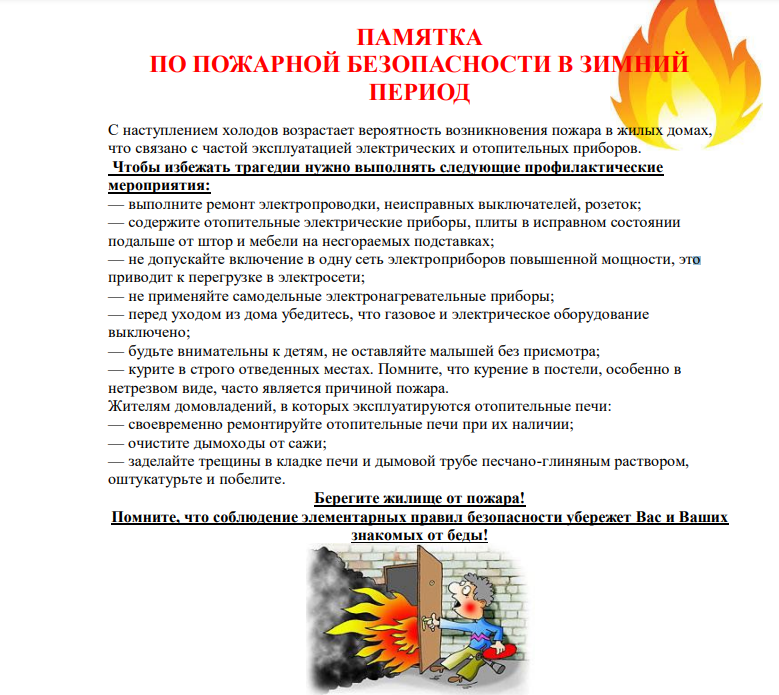 ПАМЯТКА
ПО ПОЖАРНОЙ БЕЗОПАСНОСТИ В ЗИМНИЙ
ПЕРИОД
С наступлением холодов возрастает вероятность возникновения пожара в жилых домах,
что связано с частой эксплуатацией электрических и отопительных приборов.
Чтобы избежать трагедии нужно выполнять следующие профилактические
мероприятия:
— выполните ремонт электропроводки, неисправных выключателей, розеток;
— содержите отопительные электрические приборы, плиты в исправном состоянии
подальше от штор и мебели на несгораемых подставках;
— не допускайте включение в одну сеть электроприборов повышенной мощности, это
приводит к перегрузке в электросети;
— не применяйте самодельные электронагревательные приборы;
— перед уходом из дома убедитесь, что газовое и электрическое оборудование
выключено;
— будьте внимательны к детям, не оставляйте малышей без присмотра;
— курите в строго отведенных местах. Помните, что курение в постели, особенно в
нетрезвом виде, часто является причиной пожара.
Жителям домовладений, в которых эксплуатируются отопительные печи:
— своевременно ремонтируйте отопительные печи при их наличии;
— очистите дымоходы от сажи;
— заделайте трещины в кладке печи и дымовой трубе песчано-глиняным раствором,
оштукатурьте и побелите.
Берегите жилище от пожара!
Помните, что соблюдение элементарных правил безопасности убережет Вас и Ваших
знакомых от беды!